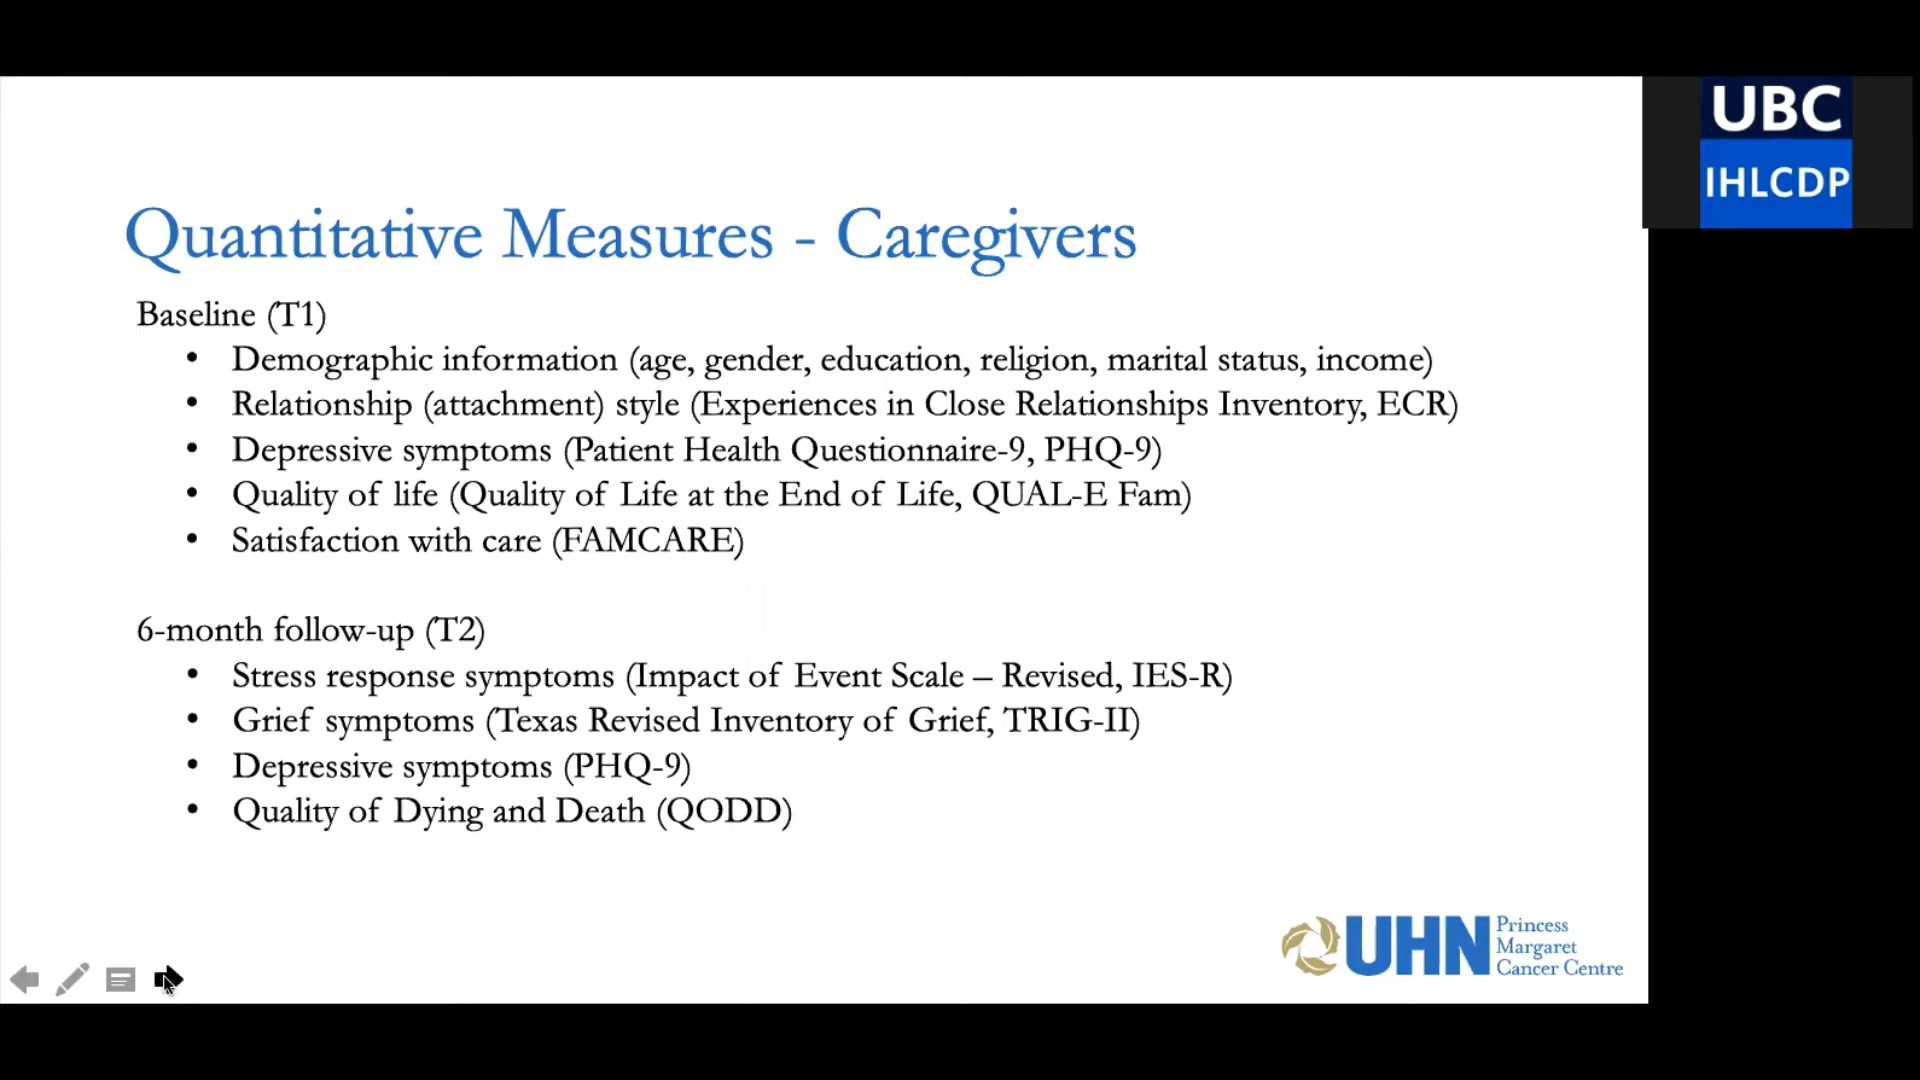 Quantitative Measures - Caregivers
Baseline (T1)
• Demographic information (age, gender, education, religion, marital status, income)
• Relationship (attachment) style (Experiences in Close Relationships Inventory, ECR)
• Depressive symptoms (Patient Health Questionnaire-9, PHQ-9)
• Quality of life (Quality of Life at the End of Life, QUAL-E Fam)
• Satisfaction with care (FAMCARE)
6-month follow-up (T2)
• Stress response symptoms (Impact of Event Scale – Revised, IES-R)
• Grief symptoms (Texas Revised Inventory of Grief, TRIG-II)
• Depressive symptoms (PHQ-9)
• Quality of Dying and Death (QODD)
UHN
Princess
Margaret
Cancer Centre
UBC
IHLCDP